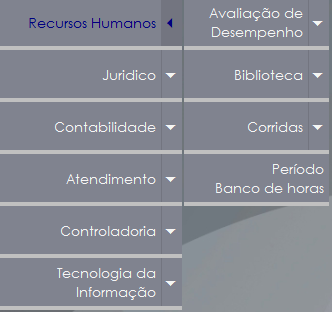 Recursos Humanos
Juridico
Contabilidade
Atendimento
Controladoria
Tecnologia da
Informação
Avaliação de
Desempenho
Biblioteca
Corridas
Período
Banco de horas